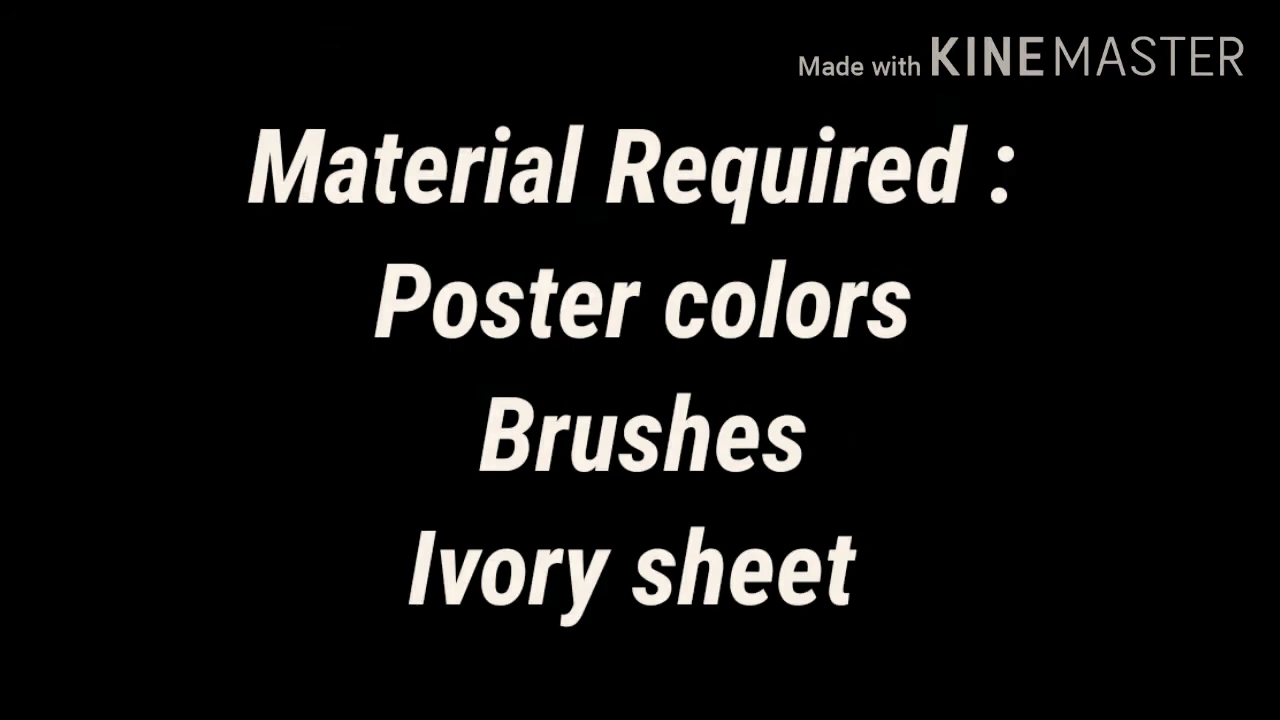 Made with KINEMASTER
Material Required :
Poster colors
Brushes
Ivory sheet